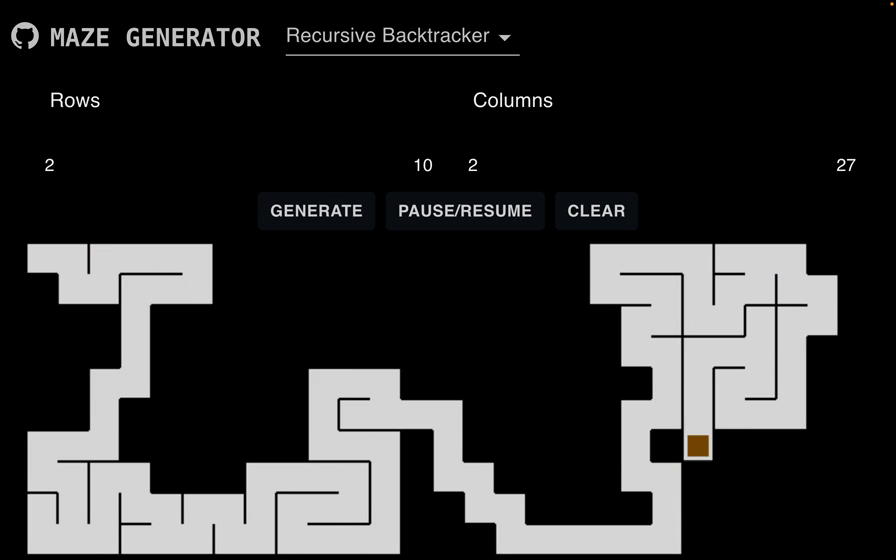 MAZE GENERATOR
Recursive Backtracker
Rows
Columns
2
10
2
27
GENERATE
PAUSE/RESUME
CLEAR